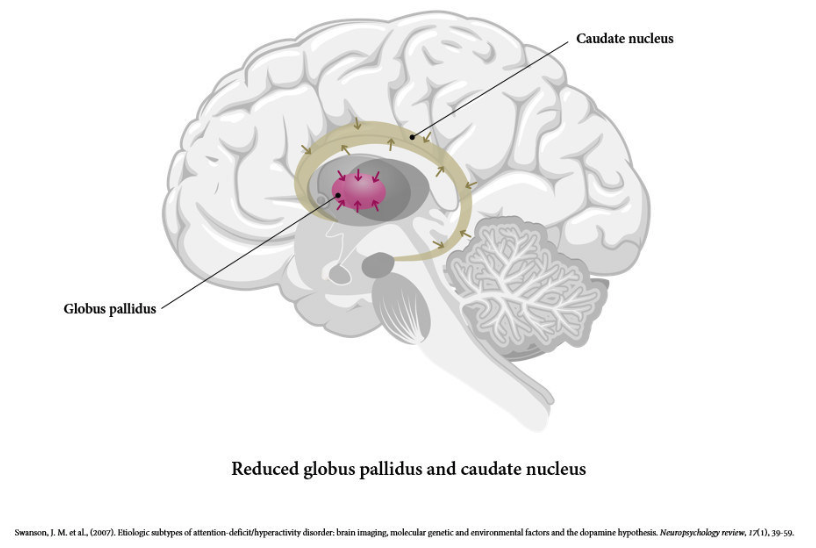 Caudate nucleus
Globus pallidus
Reduced globus pallidus and caudate nucleus
Swanson, J. M. et al., (2007). Etiologic subtypes of attention-deficit/hyperactivity disorder: brain imaging, molecular genetic and environmental factors and the dopamine hypothesis. Neuropsychology review, 17(1), 39-59.